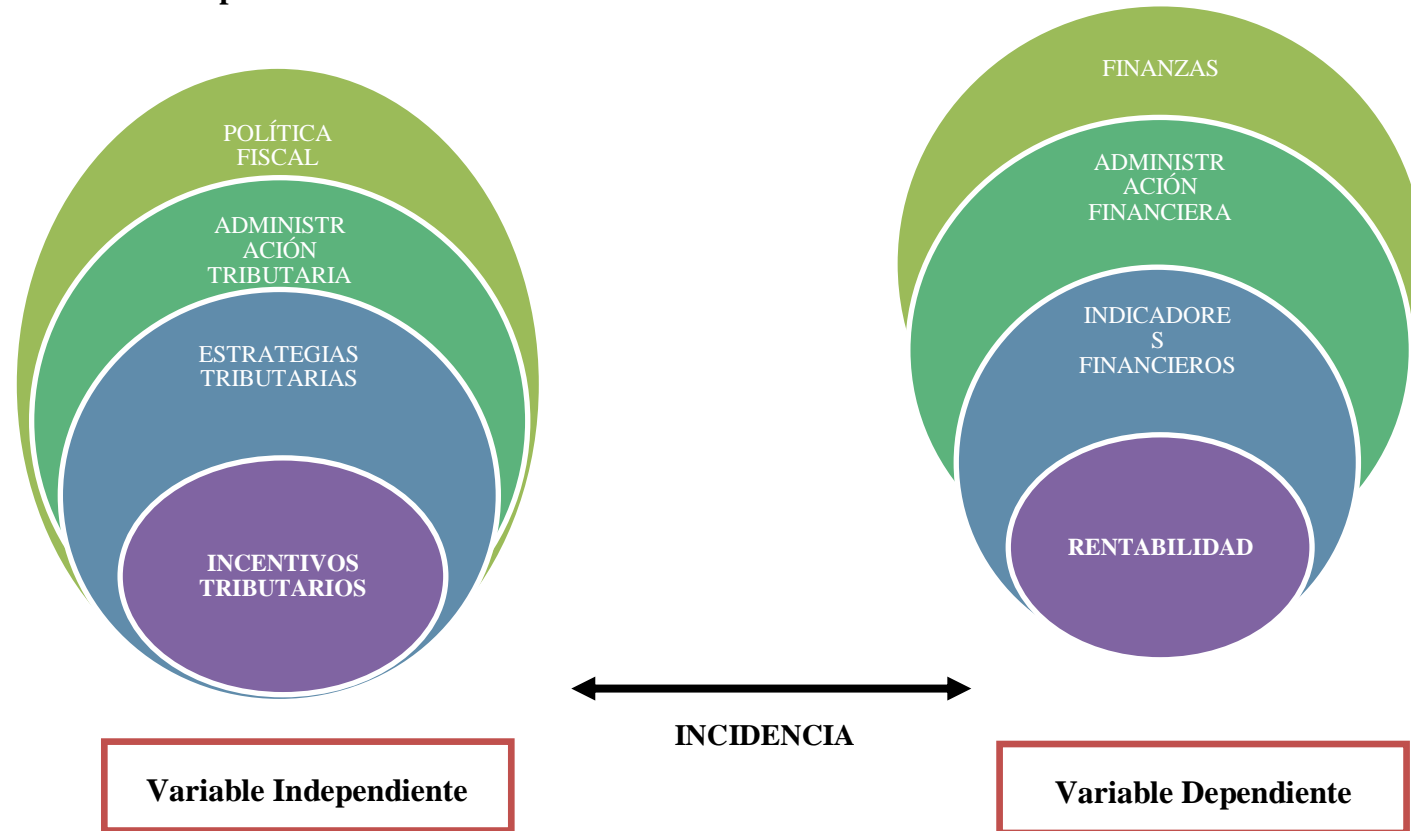 POLÍTICA
FISCAL
ADMINISTR
ACIÓN
TRIBUTARIA
ESTRATEGIAS
TRIBUTARIAS
INCENTIVOS
TRIBUTARIOS
Variable Independiente
INCIDENCIA
FINANZAS
ADMINISTR
ACIÓN
FINANCIERA
INDICADORE
S
FINANCIEROS
RENTABILIDAD
Variable Dependiente